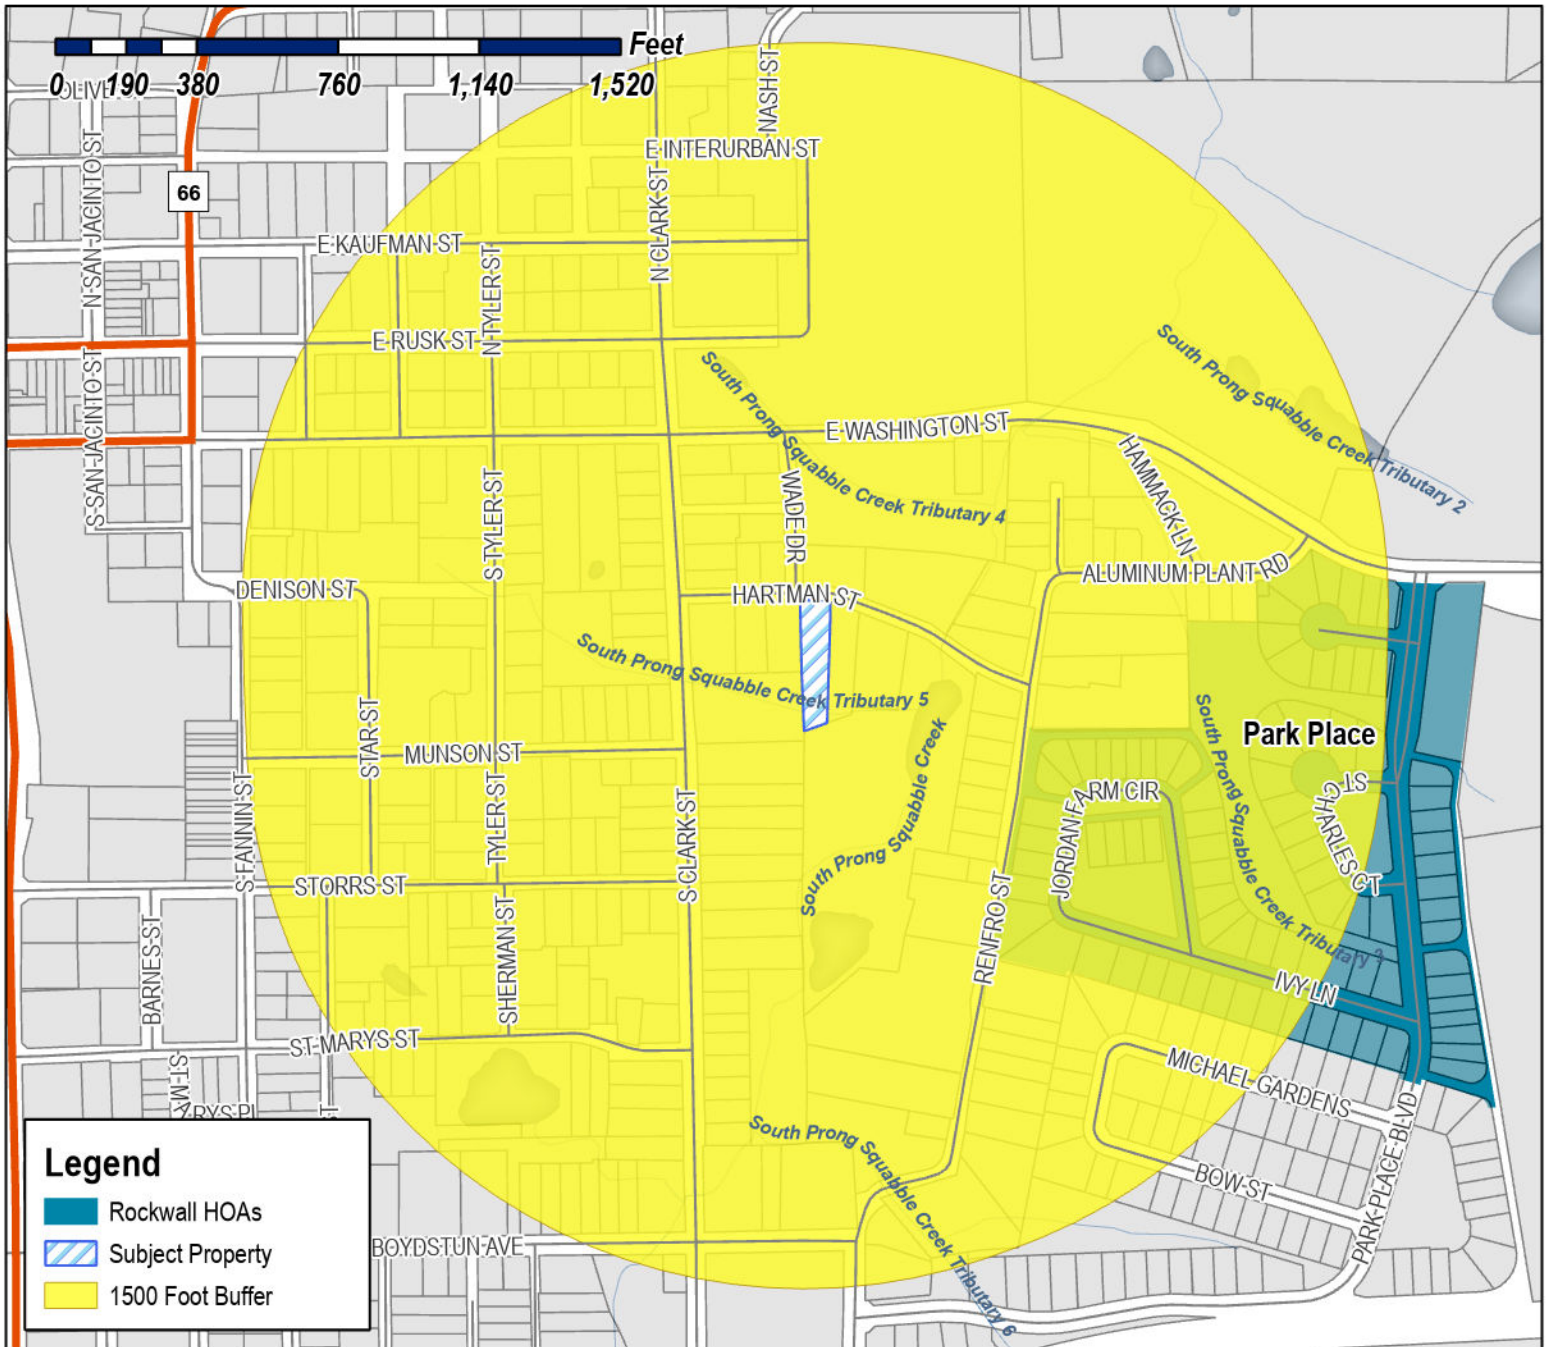 Feet
0 190 380 760 1,140 1,520
OLIVE
NASH ST
E INTERURBAN ST
N SAN JACINTO ST
66
N CLARK ST
E KAUFMAN ST
N TYLER ST
E RUSK ST
South Prong Squabble Creek Tributary 2
South Prong Squabble Creek Tributary 4
S SAN JACINTO ST
E WASHINGTON ST
HAMMACK LN
WADE DR
S TYLER ST
ALUMINUM PLANT RD
DENISON ST
HARTMAN ST
South Prong Squabble Creek Tributary 5
STAR ST
MUNSON ST
South Prong Squabble Creek
South Prong Squabble Creek Tributary 3
Park Place
ST CHARLES CT
JORDAN FARM CIR
TYLER ST
S FANNIN ST
S CLARK ST
STORRS ST
RENFRO ST
BARNES ST
SHERMAN ST
IVY LN
ST MARYS ST
MICHAEL GARDENS
ST MARYS PL
ST
South Prong Squabble Creek Tributary 6
BOW ST
PARK PLACE BLVD
BOYDSTUN AVE
Legend
Rockwall HOAs
Subject Property
1500 Foot Buffer